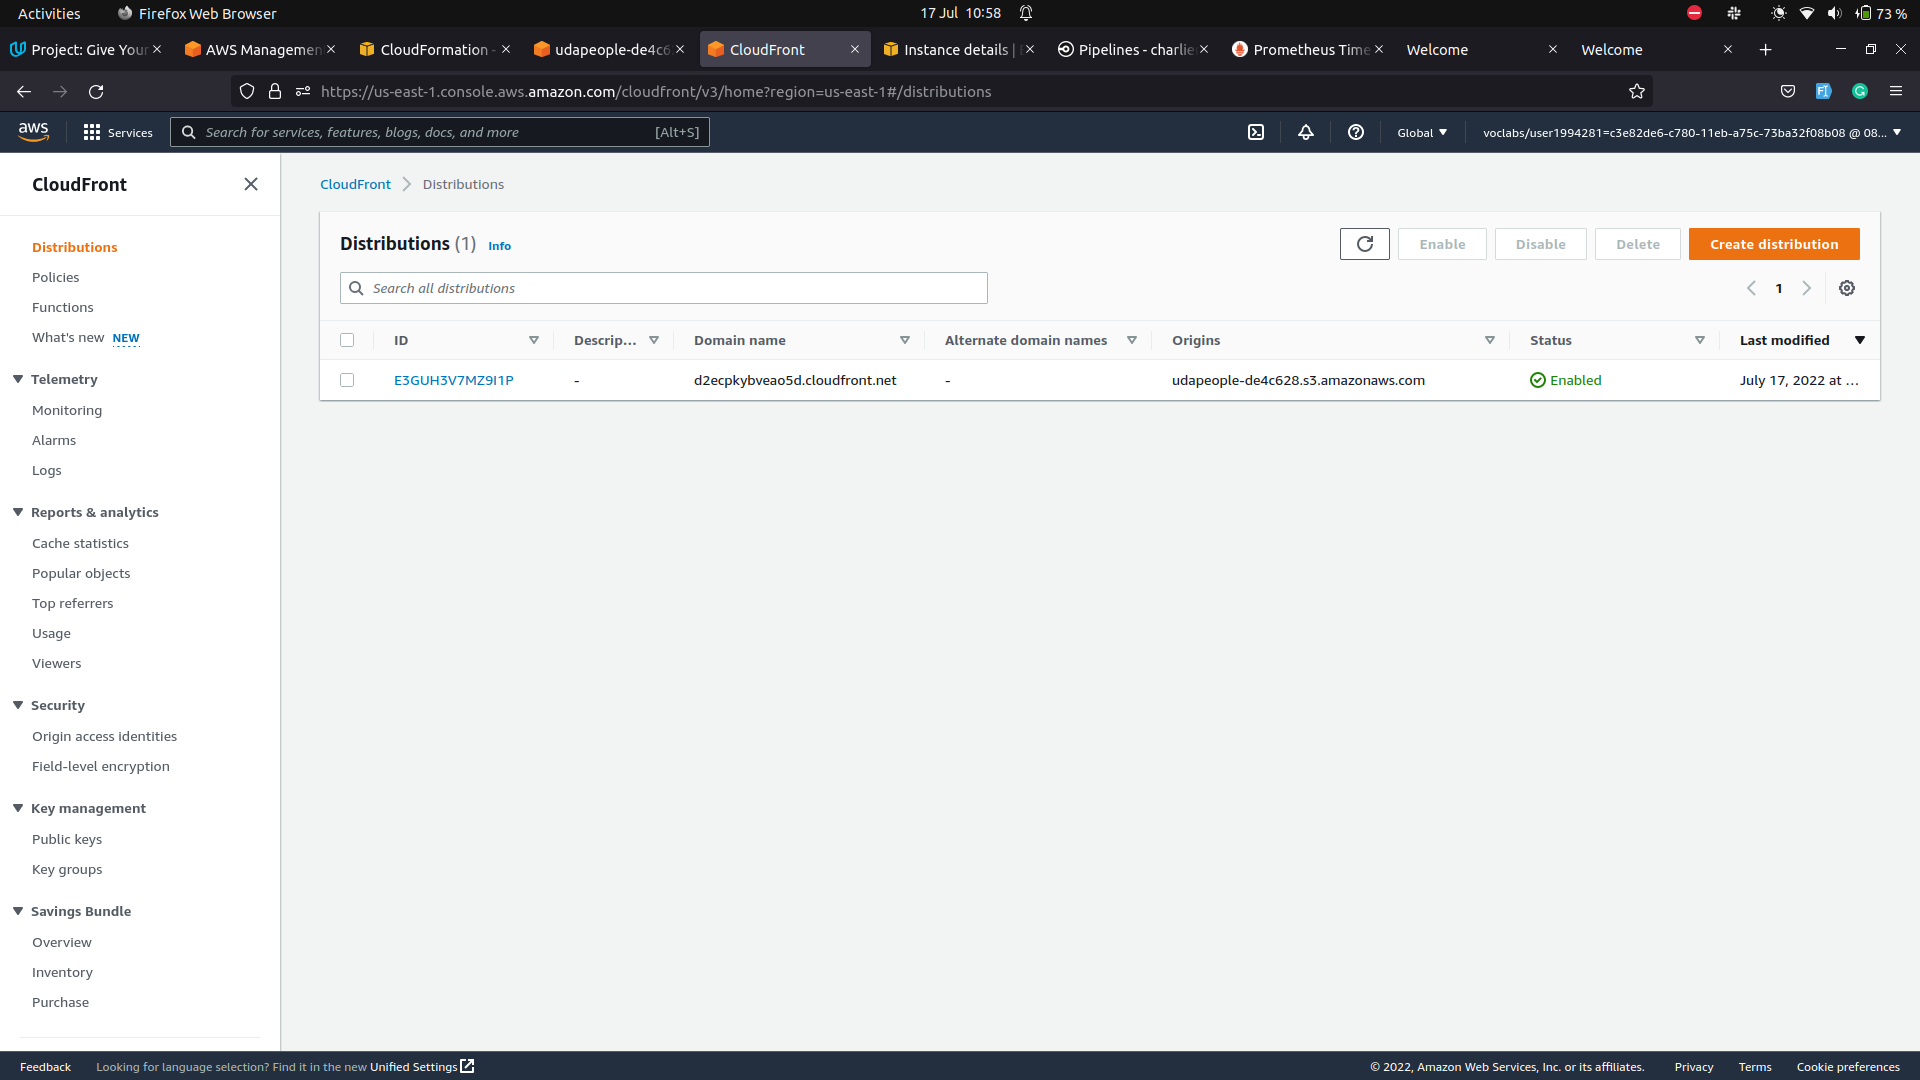 Activities Firefox Web Browser 17 Jul 10:58 73 %
Project: Give Your AWS Managemen CloudFormation - udapeople-de4c6 CloudFront Instance details | Pipelines - charlie Prometheus Time Welcome Welcome
https://us-east-1.console.aws.amazon.com/cloudfront/v3/home?region=us-east-1#/distributions
aws Services Search for services, features, blogs, docs, and more [Alt+S] Global voclabs/user1994281=c3e82de6-c780-11eb-a75c-73ba32f08b08 @ 08...
CloudFront
Distributions
Policies
Functions
What's new NEW
Telemetry
Monitoring
Alarms
Logs
Reports & analytics
Cache statistics
Popular objects
Top referrers
Usage
Viewers
Security
Origin access identities
Field-level encryption
Key management
Public keys
Key groups
Savings Bundle
Overview
Inventory
Purchase
CloudFront Distributions
Distributions (1) Info Enable Disable Delete Create distribution
Search all distributions 1
ID Descrip... Domain name Alternate domain names Origins Status Last modified
E3GUH3V7MZ9I1P - d2ecpkybveao5d.cloudfront.net - udapeople-de4c628.s3.amazonaws.com Enabled July 17, 2022 at ...
Feedback Looking for language selection? Find it in the new Unified Settings © 2022, Amazon Web Services, Inc. or its affiliates. Privacy Terms Cookie preferences